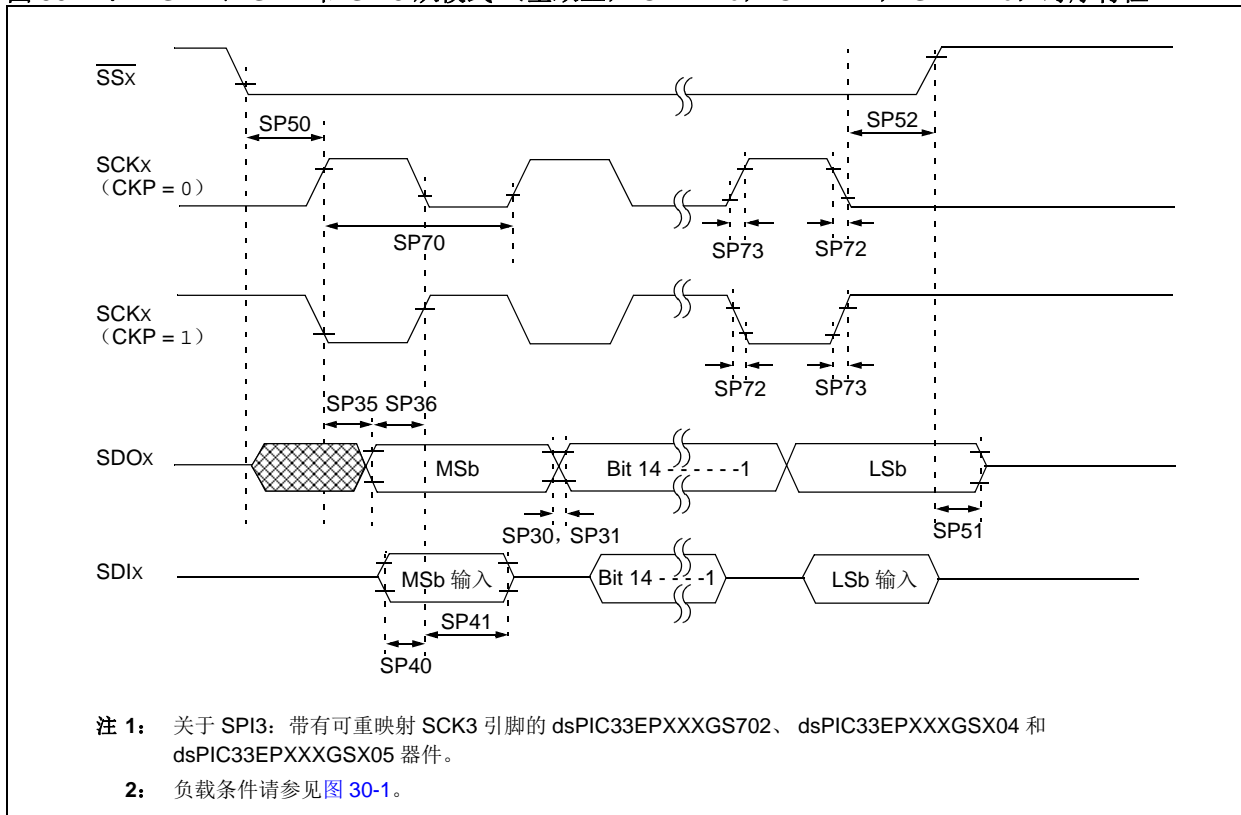 SSX
SP50
SP52
SCKX
（CKP = 0）
SP70
SP73
SP72
SCKX
（CKP = 1）
SP72
SP73
SP35 SP36
SDOX
MSb
Bit 14 - - - - - -1
LSb
SP30，SP31
SP51
SDIX
MSb 输入
Bit 14 - - - -1
LSb 输入
SP41
SP40
注 1： 关于 SPI3：带有可重映射 SCK3 引脚的 dsPIC33EPXXXGS702、 dsPIC33EPXXXGSX04 和
dsPIC33EPXXXGSX05 器件。
2： 负载条件请参见图 30-1。